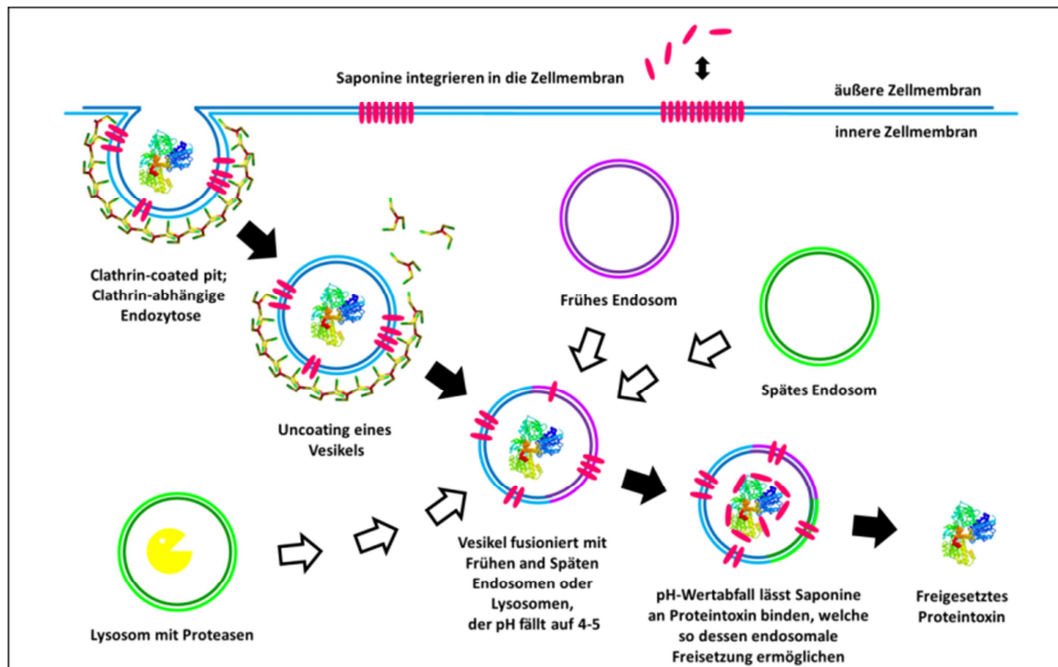 Saponine integrieren in die Zellmembran
äußere Zellmembran
innere Zellmembran
Clathrin-coated pit;
Clathrin-abhängige
Endozytose
Frühes Endosom
Spätes Endosom
Uncoating eines
Vesikels
Lysosom mit Proteasen
Vesikel fusioniert mit
Frühen and Späten
Endosomen oder
Lysosomen,
der pH fällt auf 4-5
pH-Wertabfall lässt Saponine
an Proteintoxin binden, welche
so dessen endosomale
Freisetzung ermöglichen
Freigesetztes
Proteintoxin